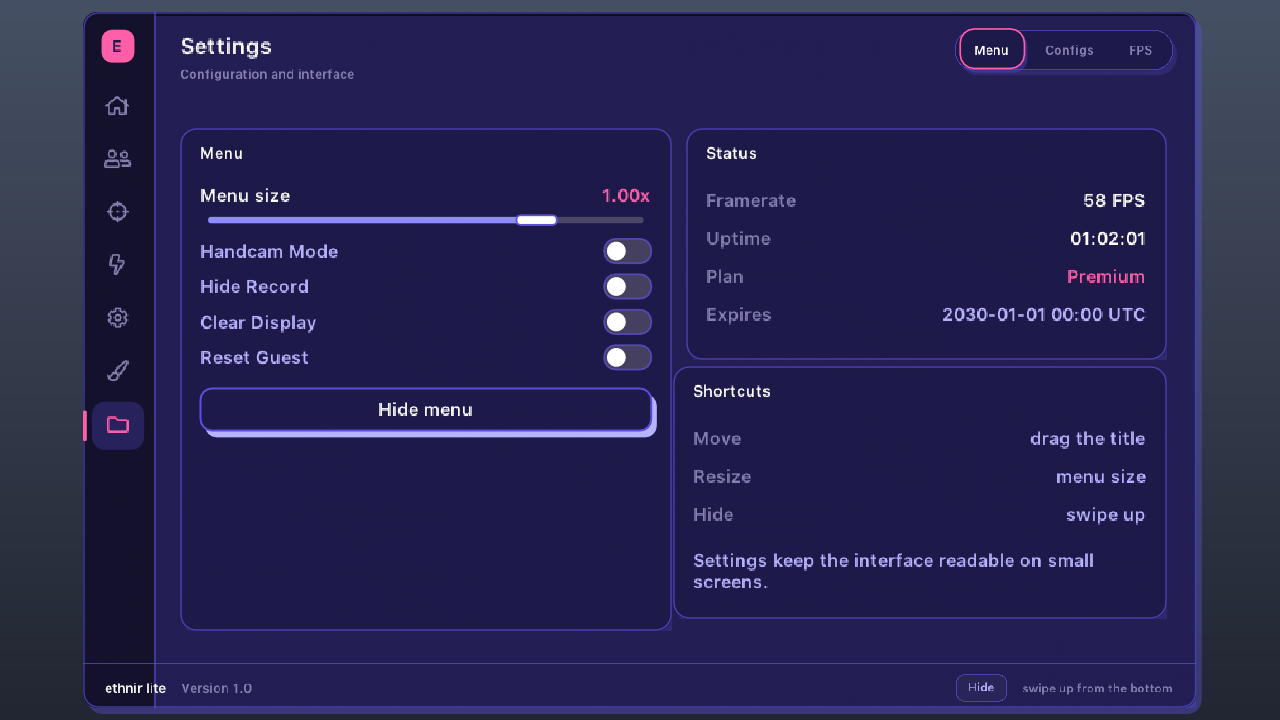 E
Settings
Configuration and interface
Menu Configs FPS
Menu
Menu size 1.00x
Handcam Mode
Hide Record
Clear Display
Reset Guest
Hide menu
Status
Framerate 58 FPS
Uptime 01:02:01
Plan Premium
Expires 2030-01-01 00:00 UTC
Shortcuts
Move drag the title
Resize menu size
Hide swipe up
Settings keep the interface readable on small
screens.
ethnir lite Version 1.0
Hide swipe up from the bottom